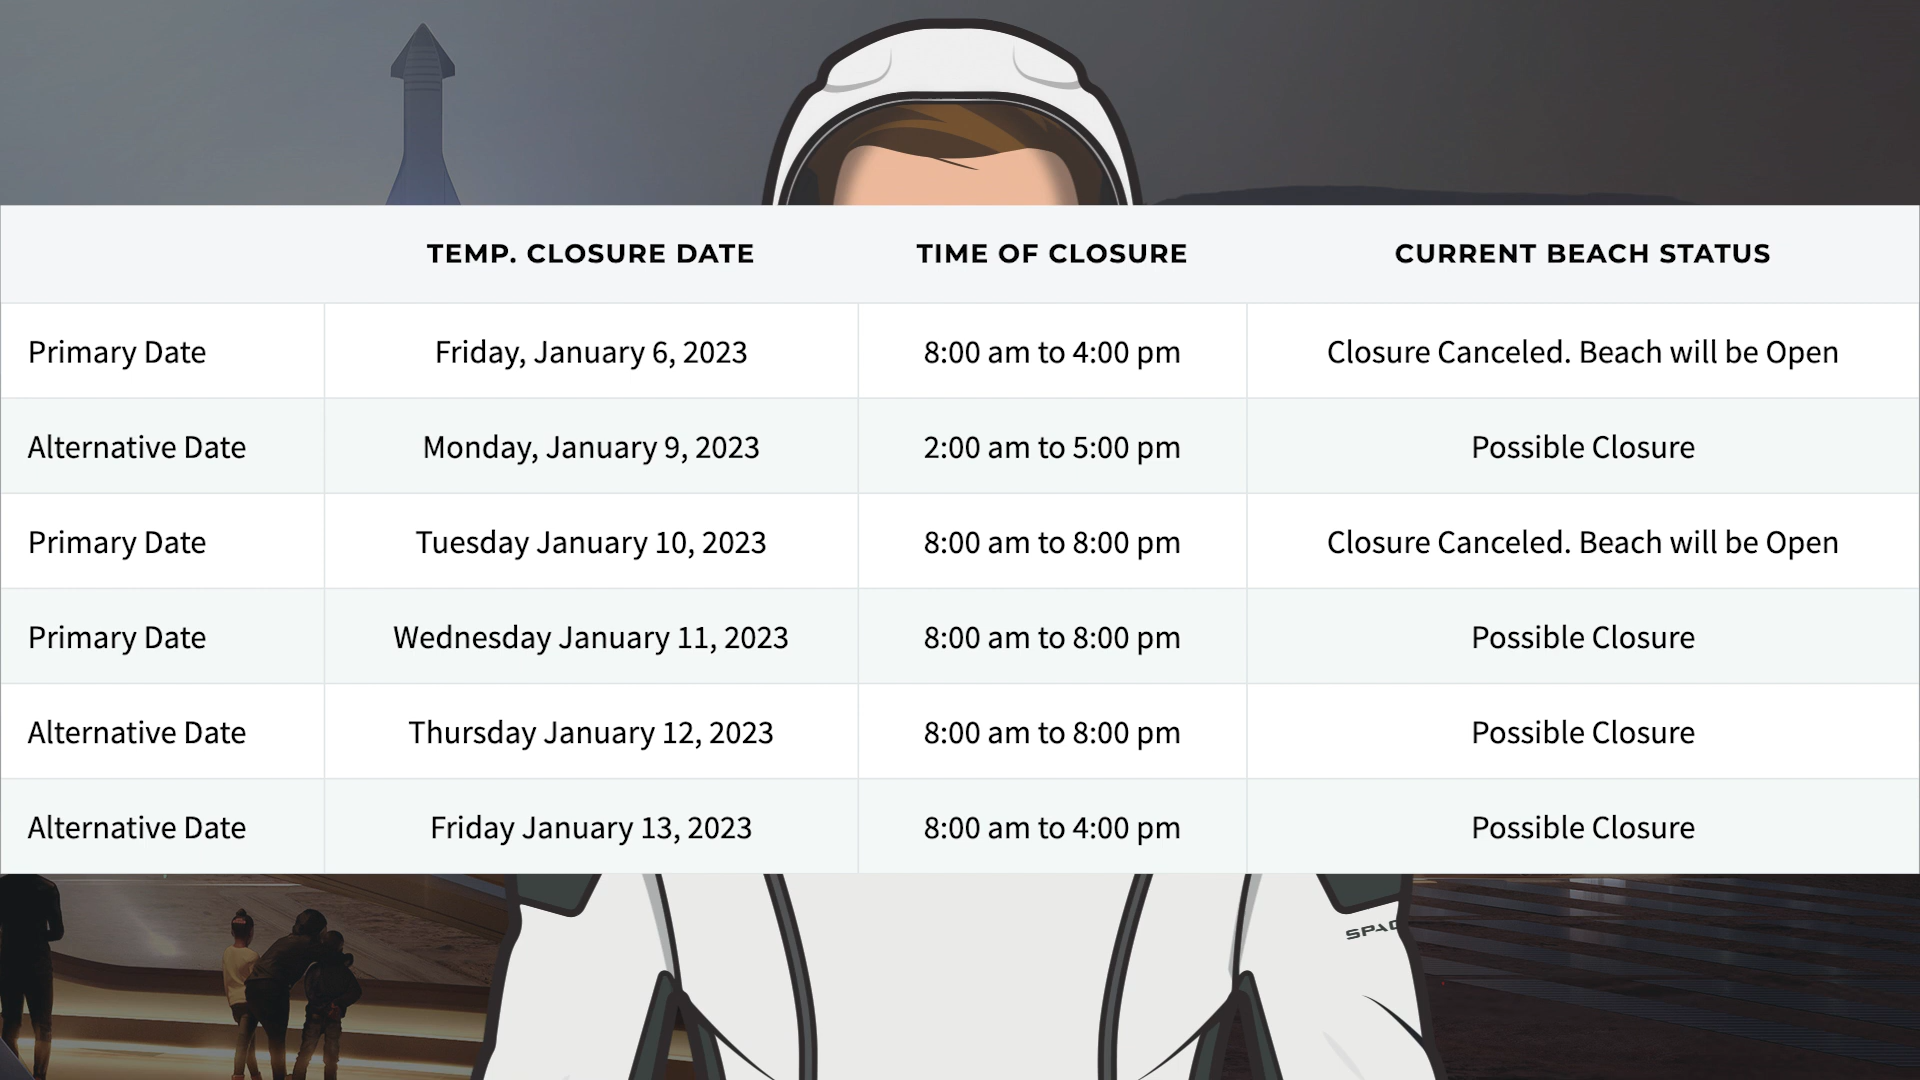 TEMP. CLOSURE DATE TIME OF CLOSURE CURRENT BEACH STATUS
Primary Date Friday, January 6, 2023 8:00 am to 4:00 pm Closure Canceled. Beach will be Open
Alternative Date Monday, January 9, 2023 2:00 am to 5:00 pm Possible Closure
Primary Date Tuesday January 10, 2023 8:00 am to 8:00 pm Closure Canceled. Beach will be Open
Primary Date Wednesday January 11, 2023 8:00 am to 8:00 pm Possible Closure
Alternative Date Thursday January 12, 2023 8:00 am to 8:00 pm Possible Closure
Alternative Date Friday January 13, 2023 8:00 am to 4:00 pm Possible Closure
SPAC